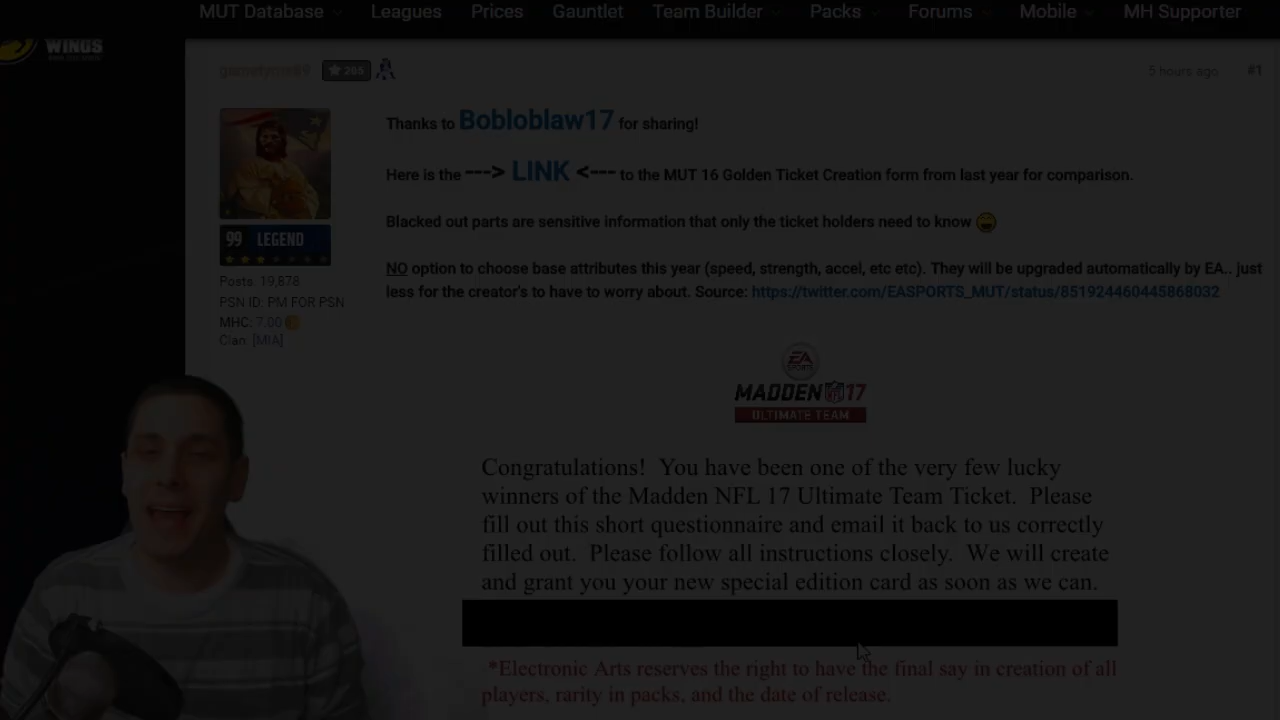 MUT Database Leagues Prices Gauntlet Team Builder Packs Forums Mobile MH Supporter
WINGS
265
5 hours ago #1
Thanks to Bobloblaw17 for sharing!
Here is the ---> LINK <--- to the MUT 16 Golden Ticket Creation form from last year for comparison.
Blacked out parts are sensitive information that only the ticket holders need to know
99 LEGEND
NO option to choose base attributes this year (speed, strength, accel, etc etc). They will be upgraded automatically by EA.. just
less for the creator's to have to worry about. Source: https://twitter.com/EASPORTS_MUT/status/851924460445868032
Posts: 19,878
PSN ID: PM FOR PSN
MHC: 7.00
Clan: [MIA]
EA
SPORTS
MADDEN NFL 17
ULTIMATE TEAM
Congratulations! You have been one of the very few lucky
winners of the Madden NFL 17 Ultimate Team Ticket. Please
fill out this short questionnaire and email it back to us correctly
filled out. Please follow all instructions closely. We will create
and grant you your new special edition card as soon as we can.
*Electronic Arts reserves the right to have the final say in creation of all
players, rarity in packs, and the date of release.